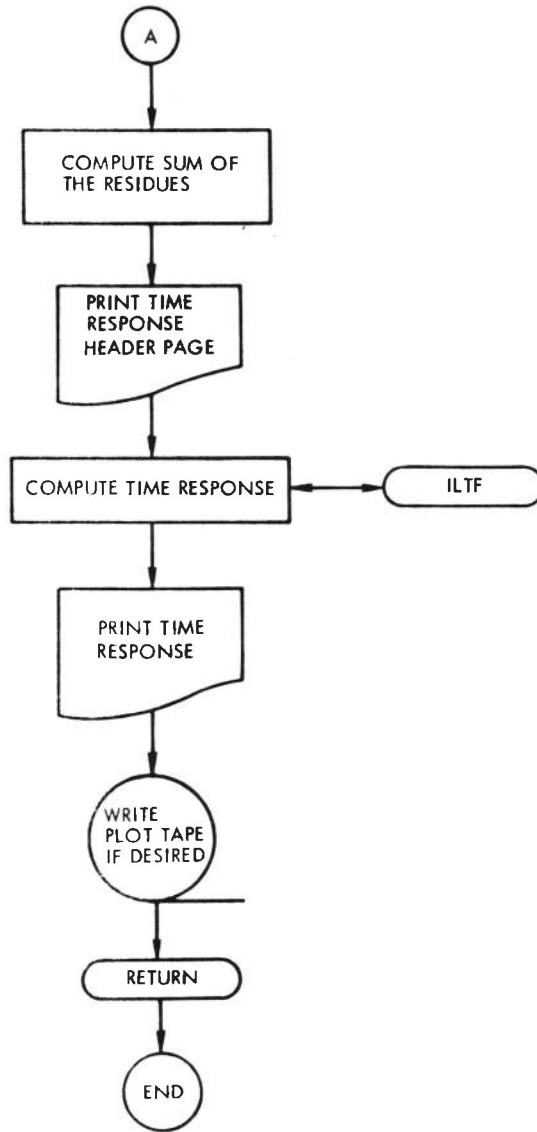 A
COMPUTE SUM OF
THE RESIDUES
PRINT TIME
RESPONSE
HEADER PAGE
COMPUTE TIME RESPONSE
ILTF
PRINT TIME
RESPONSE
WRITE
PLOT TAPE
IF DESIRED
RETURN
END